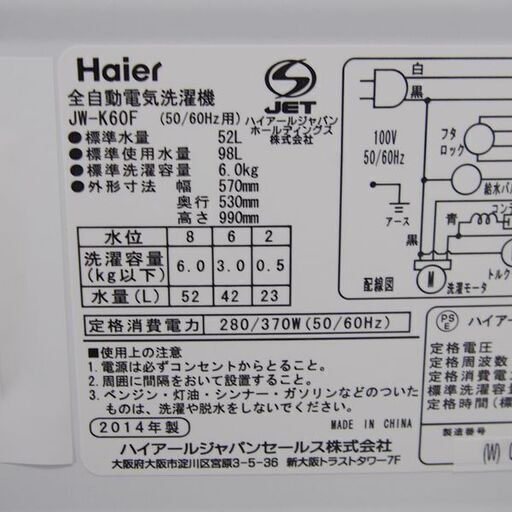 Haier
全自動電気洗濯機
JW-K60F (50/60Hz用)
JET
ハイアールジャパン
ホールディングス
株式会社
●標準水量 52L
●標準使用水量 98L
●標準洗濯容量 6.0kg
●外形寸法 幅 570mm
奥行 530mm
高さ 990mm
水位 8 6 2
洗濯容量
(kg以下) 6.0 3.0 0.5
水量(L) 52 42 23
定格消費電力 280/370W(50/60Hz)
■使用上の注意
1.電源は必ずコンセントからとること。
2.周囲に間隔をおいて設置すること。
3.ベンジン・灯油・シンナー・ガソリンなどのついた
ものは、洗濯や脱水をしないでください。
2014年製 MADE IN CHINA
ハイアールジャパンセールス株式会社
大阪府大阪市淀川区宮原3-5-36 新大阪トラストタワー7F
白
黒
100V
50/60Hz
フタ
ロック
給水バル
アース
青
コンデ
黒
配線図
M
洗濯モータ
トルク
PS
E
ハイアー
定格電圧
定格周波数
定格消費電
標準洗濯容
定格時間(標
製造番号
(W)